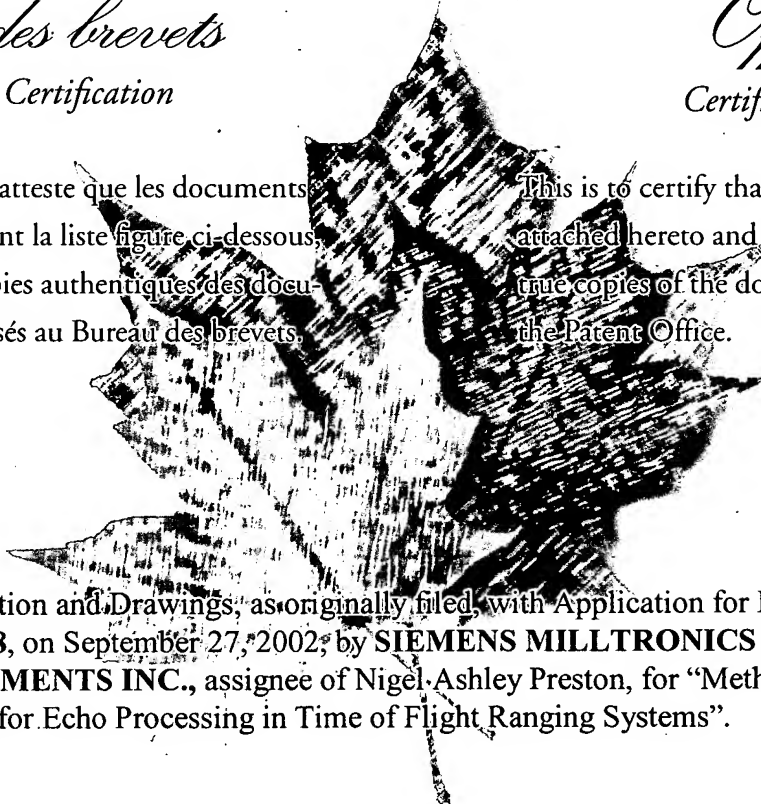 des brevets
Certification
atteste que les documents
nt la liste figure ci-dessous,
pies authentiques des docu-
sés au Bureau des brevets.
This is to certify tha
attached hereto and
true copies of the do
the Patent Office.
tion and Drawings, as originally filed, with Application for
8, on September 27, 2002, by SIEMENS MILLTRONICS
MENTS INC., assignee of Nigel Ashley Preston, for “Meth
for Echo Processing in Time of Flight Ranging Systems”.